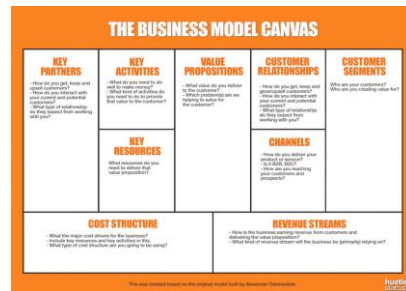 THE BUSINESS MODEL CANVAS
KEY
PARTNERS
- How do you get, keep and
upsell customers?
- How do you interact with
your current and potential
customers?
- What type of relationship
do they expect from working
with you?
KEY
ACTIVITIES
- What do you need to do
well to make money?
- What kind of activities do
you need to do to provide
that value to the customer?
KEY
RESOURCES
What resources do you
need to deliver that
value proposition?
VALUE
PROPOSITIONS
- What value do you deliver
to the customer?
- Which problem(s) are we
helping to solve for
the customer?
CUSTOMER
RELATIONSHIPS
- How do you get, keep and
grow/upsell customers?
- How do you interact with
your current and potential
customers?
- What type of relationship
do they expect from
working with you?
CHANNELS
- How do you deliver your
product or service?
- Is it B2B, B2C?
- How are you reaching
your customers and
prospects?
CUSTOMER
SEGMENTS
Who are your customers?
Who are you creating value for?
COST STRUCTURE
- What the major cost drivers for the business?
- Include key resources and key activities in this.
- What type of cost structure are you going to be using?
REVENUE STREAMS
- How is the business earning revenue from customers and
delivering the value proposition?
- What kind of revenue stream will the business be (primarily) relying on?
This was created based on the original model built by Alexander Osterwalder
hustle
startup